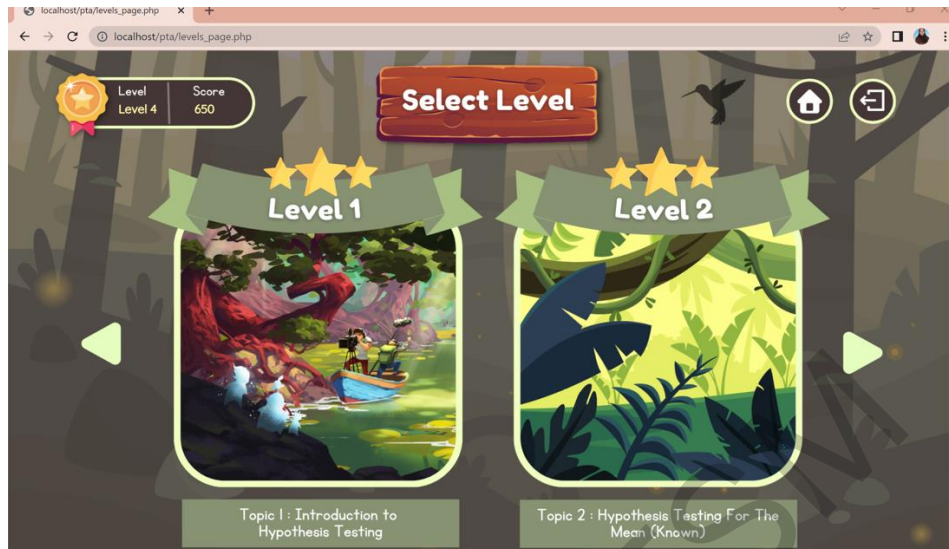 localhost/pta/levels_page.php
localhost/pta/levels_page.php
Level
Level 4
Score
650
Select Level
Level 1
Level 2
Topic 1 : Introduction to
Hypothesis Testing
Topic 2 : Hypothesis Testing For The
Mean (Known)
SM